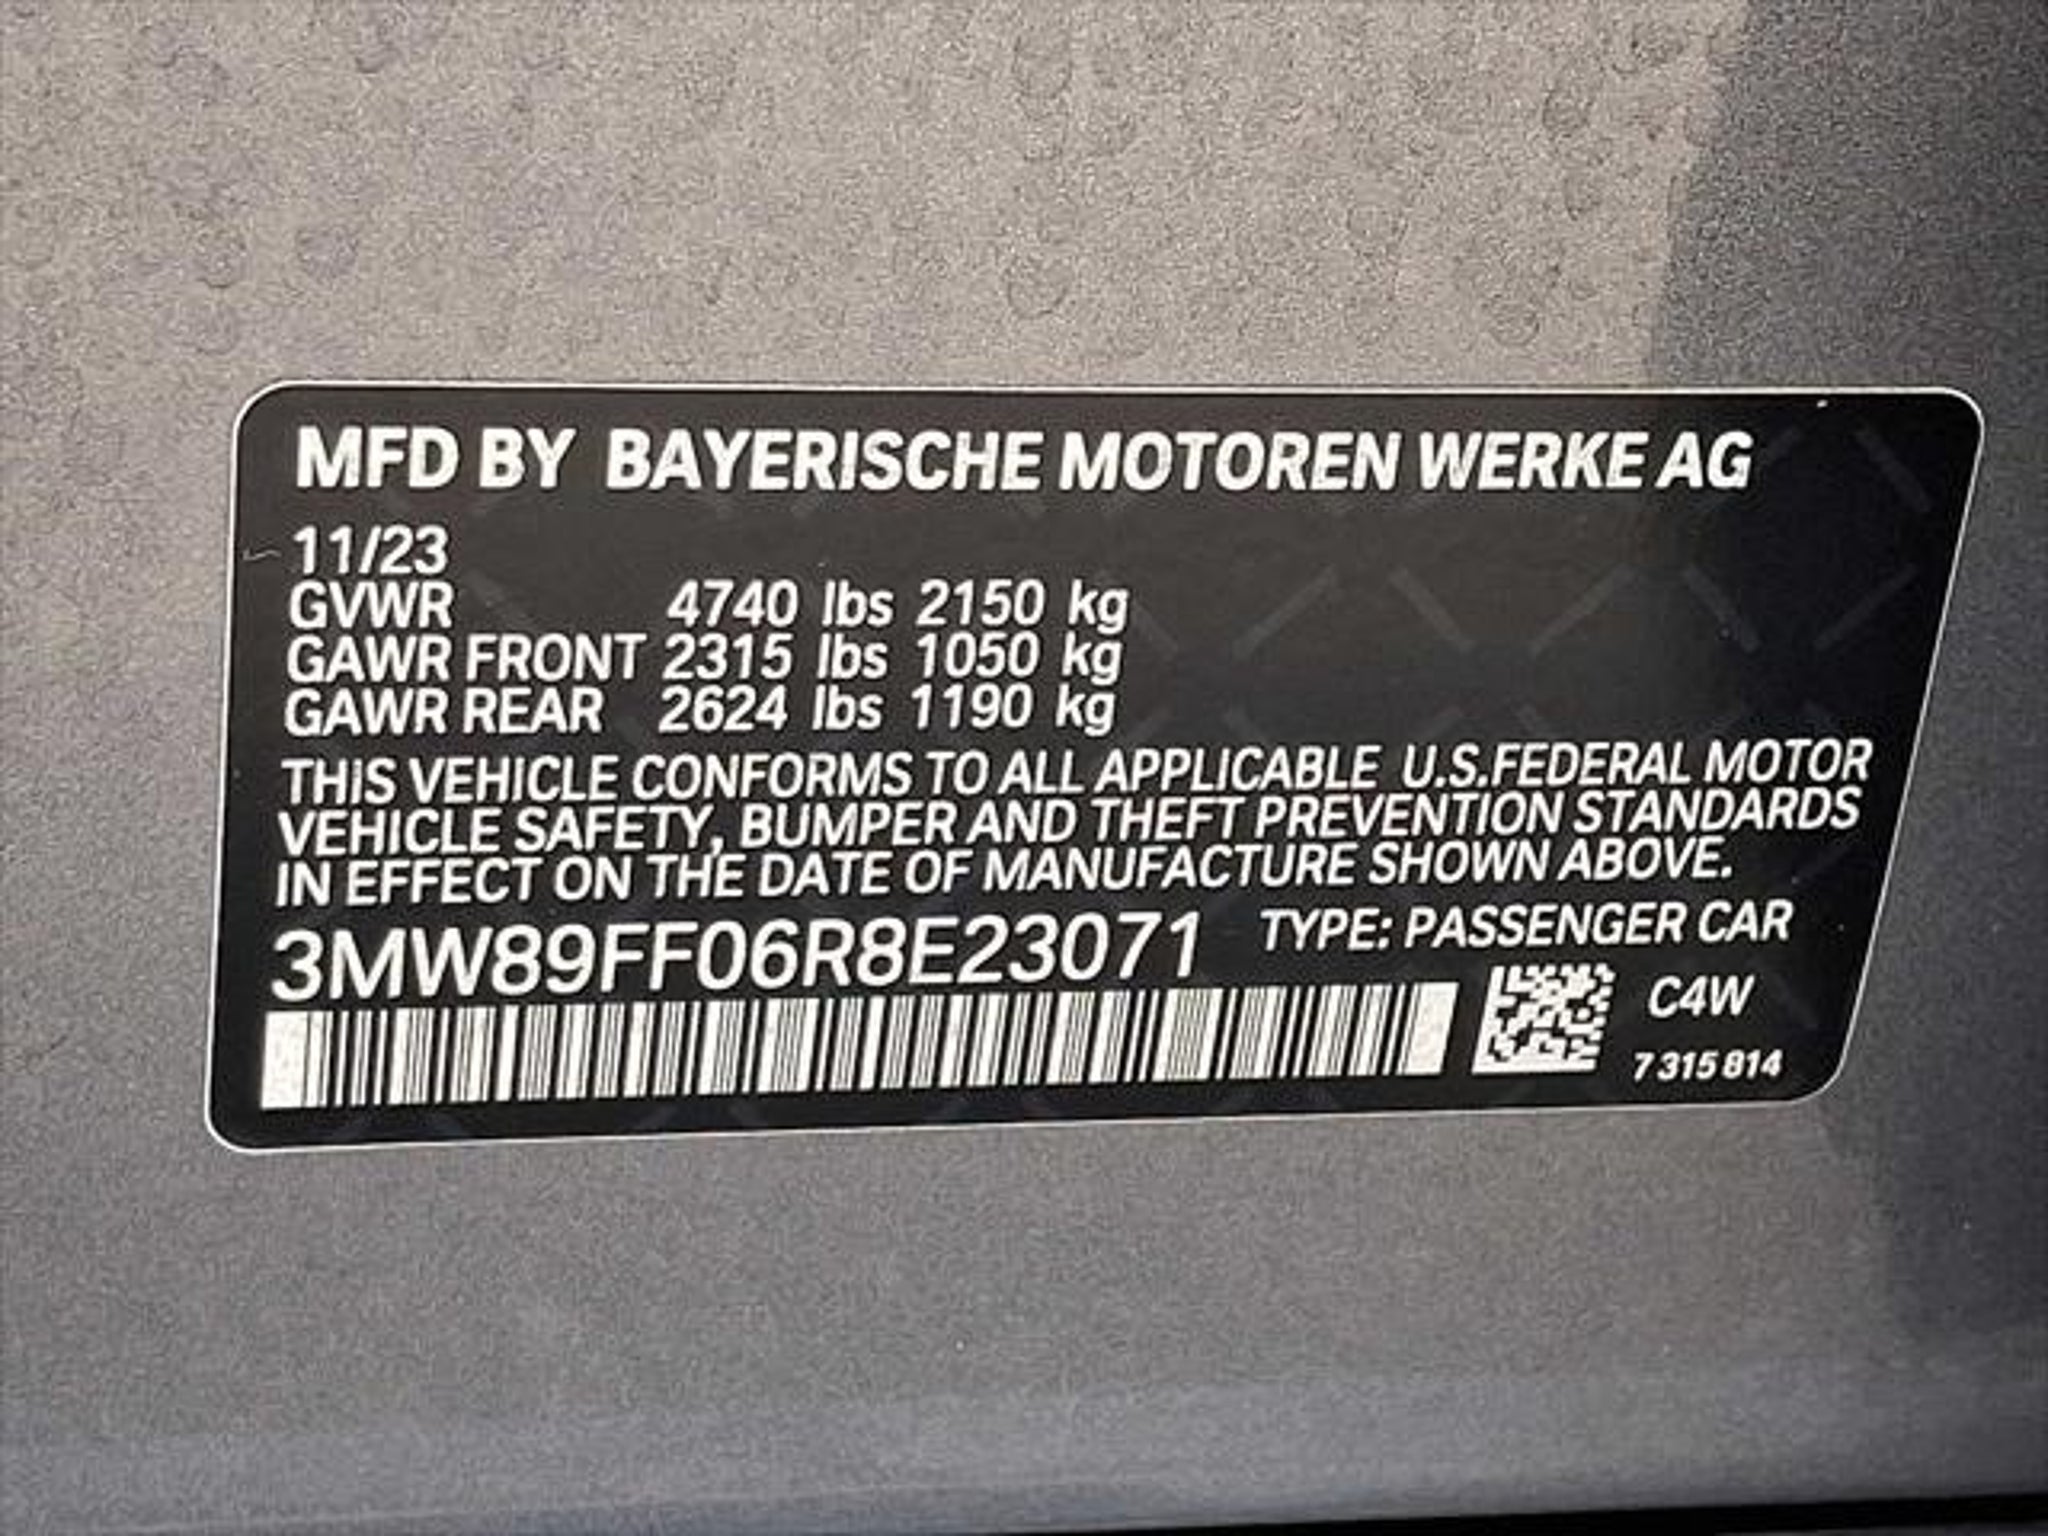 MFD BY BAYERISCHE MOTOREN WERKE AG
11/23
GVWR 4740 lbs 2150 kg
GAWR FRONT 2315 lbs 1050 kg
GAWR REAR 2624 lbs 1190 kg
THIS VEHICLE CONFORMS TO ALL APPLICABLE U.S.FEDERAL MOTOR
VEHICLE SAFETY, BUMPER AND THEFT PREVENTION STANDARDS
IN EFFECT ON THE DATE OF MANUFACTURE SHOWN ABOVE.
3MW89FF06R8E23071 TYPE: PASSENGER CAR
C4W
7 315 814